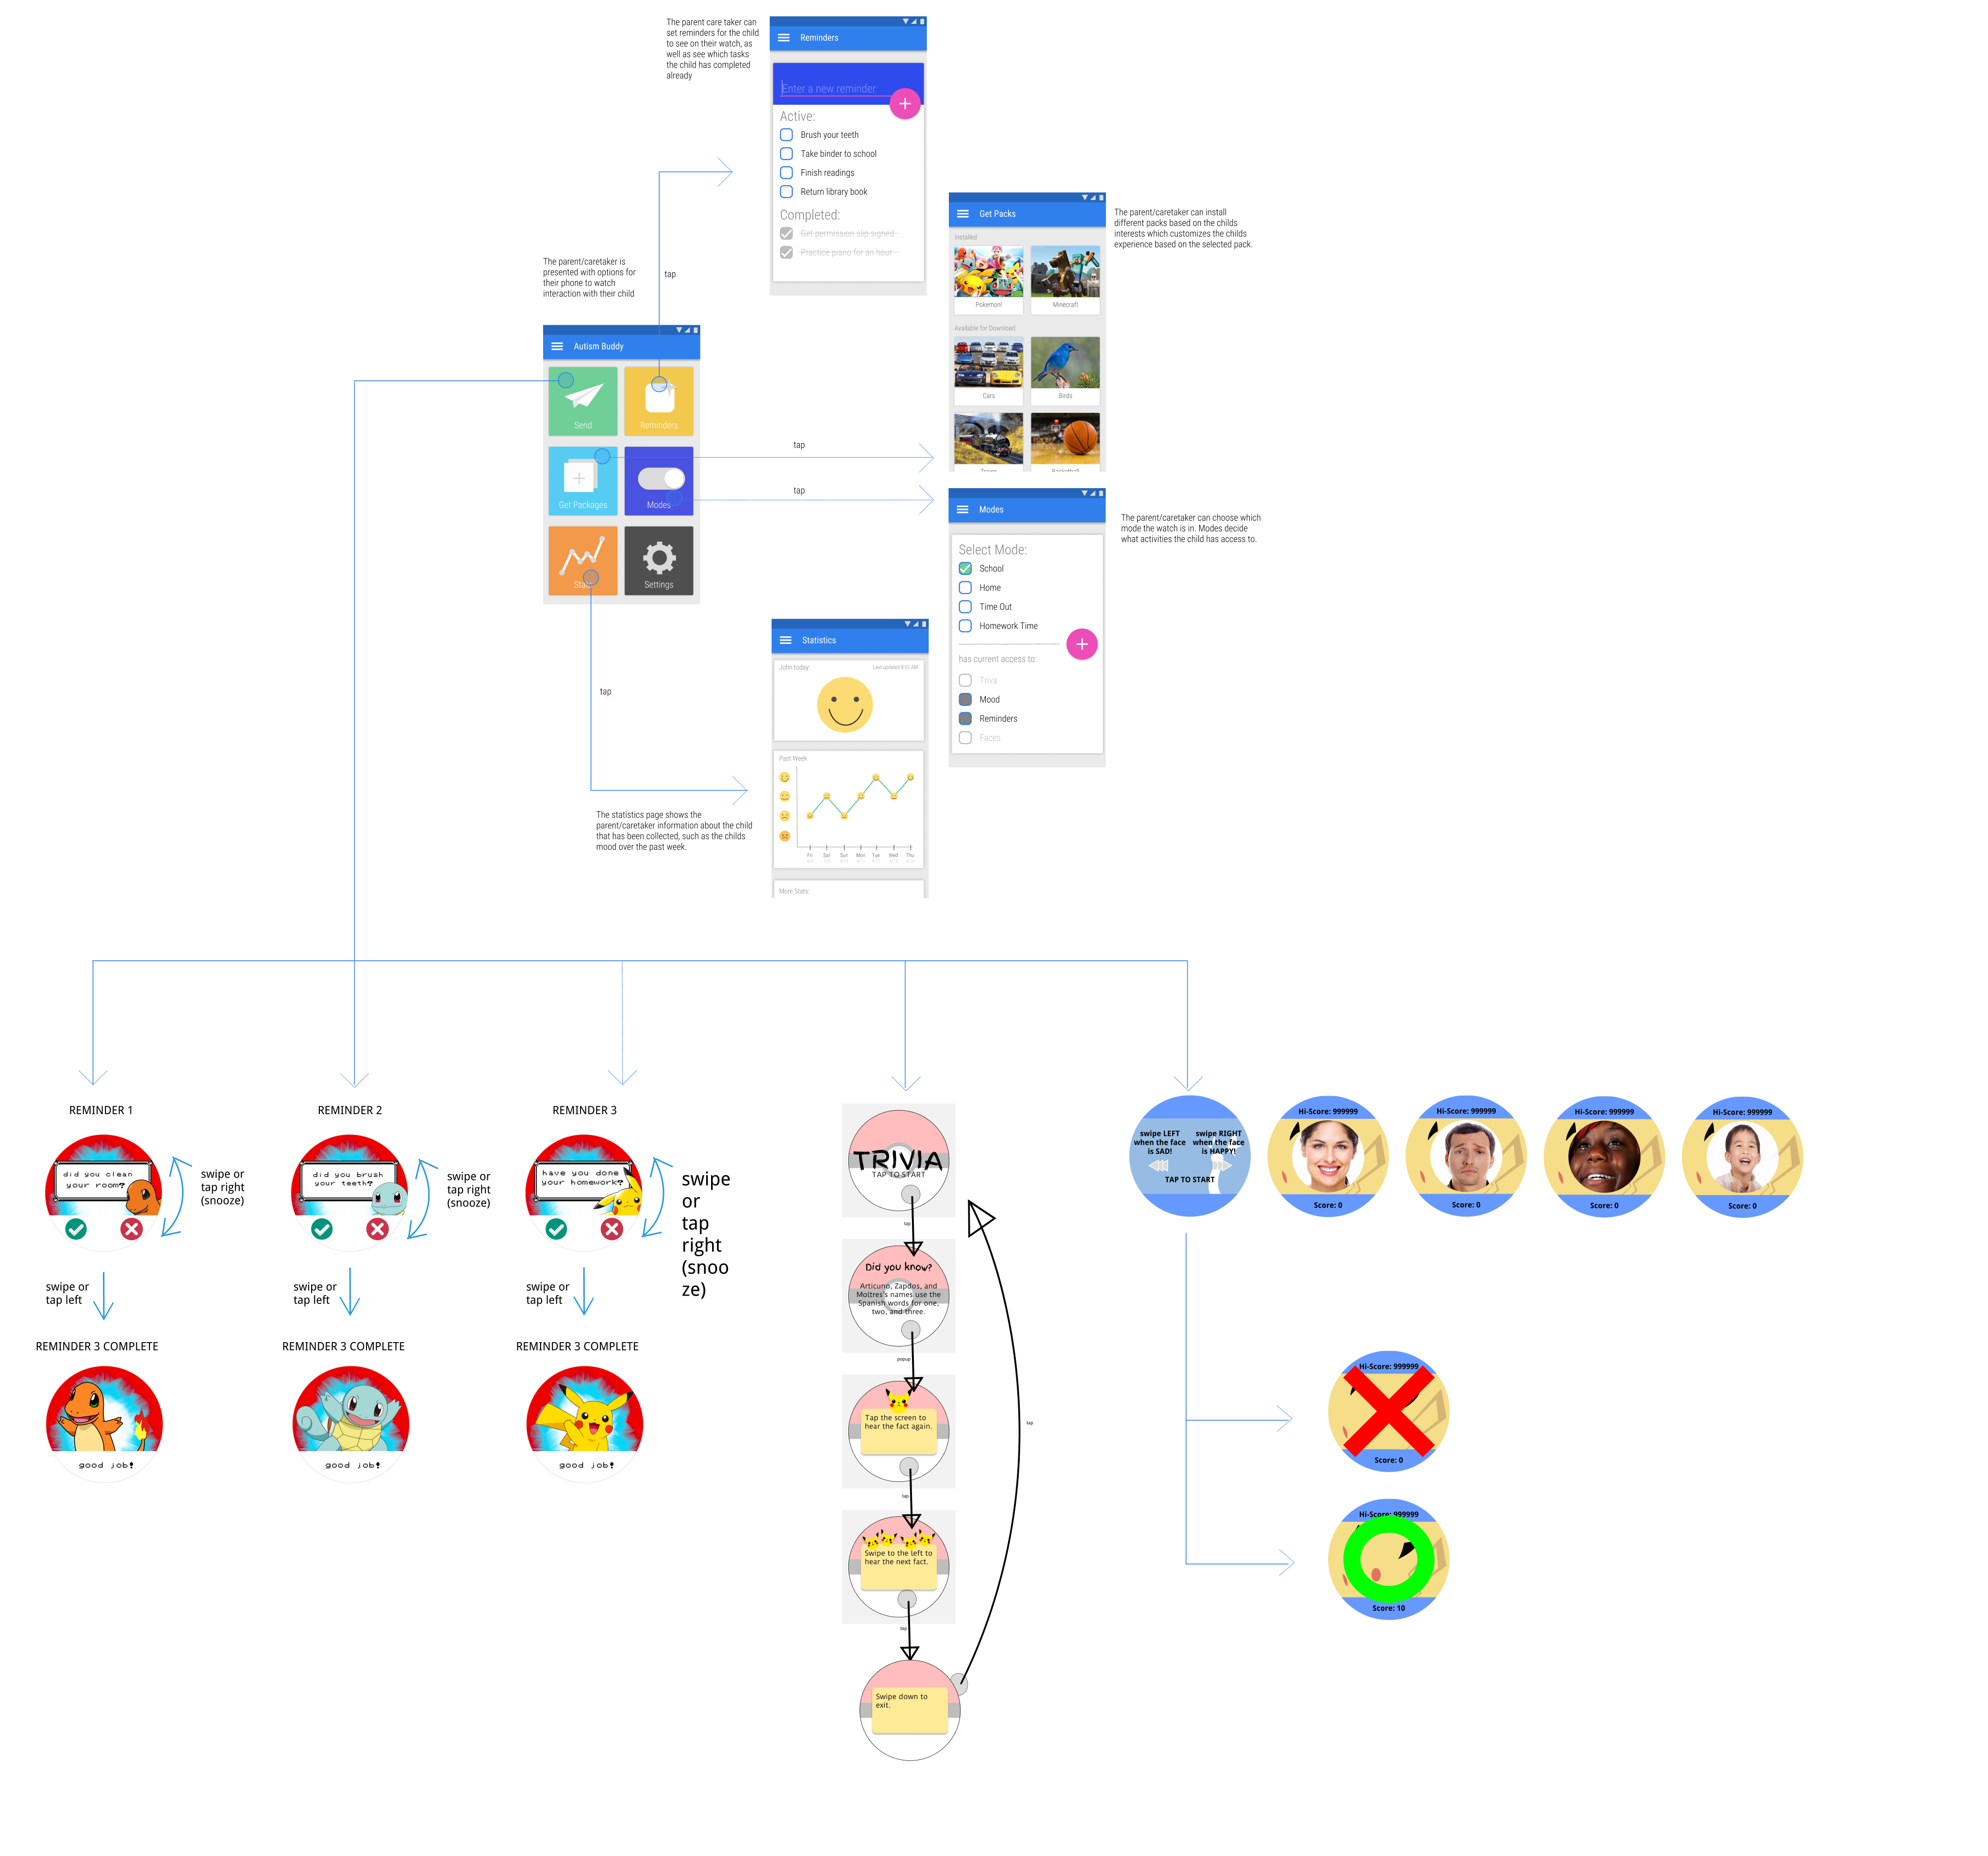 The parent care taker can
set reminders for the child
to see on their watch, as
well as see which tasks
the child has completed
already
Reminders
Enter a new reminder
Active:
Brush your teeth
Take binder to school
Finish readings
Return library book
Completed:
Get permission slip signed
Practice piano for an hour
tap
The parent/caretaker is
presented with options for
their phone to watch
interaction with their child
Autism Buddy
Send
Reminders
Get Packages
Modes
Stats
Settings
Get Packs
Installed
Pokemon!
Minecraft
Available for Download
Cars
Birds
Trains
Basketball
The parent/caretaker can install
different packs based on the childs
interests which customizes the childs
experience based on the selected pack.
tap
tap
Modes
Select Mode:
School
Home
Time Out
Homework Time
has current access to:
Triva
Mood
Reminders
Faces
The parent/caretaker can choose which
mode the watch is in. Modes decide
what activities the child has access to.
tap
Statistics
John today:
Last updated 8:52 AM
Past Week
Fri Sat Sun Mon Tue Wed Thu
More Stats:
The statistics page shows the
parent/caretaker information about the child
that has been collected, such as the childs
mood over the past week.
REMINDER 1
did you clean
your room?
swipe or
tap right
(snooze)
swipe or
tap left
REMINDER 3 COMPLETE
good job!
REMINDER 2
did you brush
your teeth?
swipe or
tap right
(snooze)
swipe or
tap left
REMINDER 3 COMPLETE
good job!
REMINDER 3
have you done
your homework?
swipe
or
tap
right
(snoo
ze)
swipe or
tap left
REMINDER 3 COMPLETE
good job!
TRIVIA
TAP TO START
tap
Did you know?
Articuno, Zapdos, and
Moltres's names use the
Spanish words for one,
two, and three.
popup
Tap the screen to
hear the fact again.
tap
Swipe to the left to
hear the next fact.
tap
Swipe down to
exit.
tap
swipe LEFT
when the face
is SAD!
swipe RIGHT
when the face
is HAPPY!
TAP TO START
Hi-Score: 999999
Score: 0
Hi-Score: 999999
Score: 0
Hi-Score: 999999
Score: 0
Hi-Score: 999999
Score: 0
Hi-Score: 999999
Score: 0
Hi-Score: 999999
Score: 10